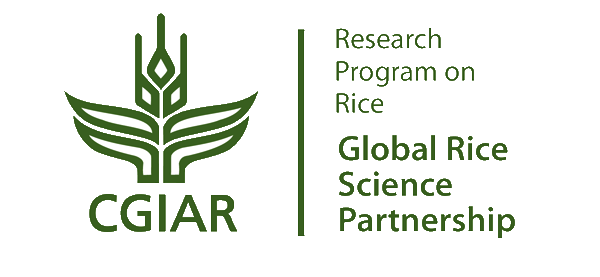 CGIAR
Research
Program on
Rice
Global Rice
Science
Partnership